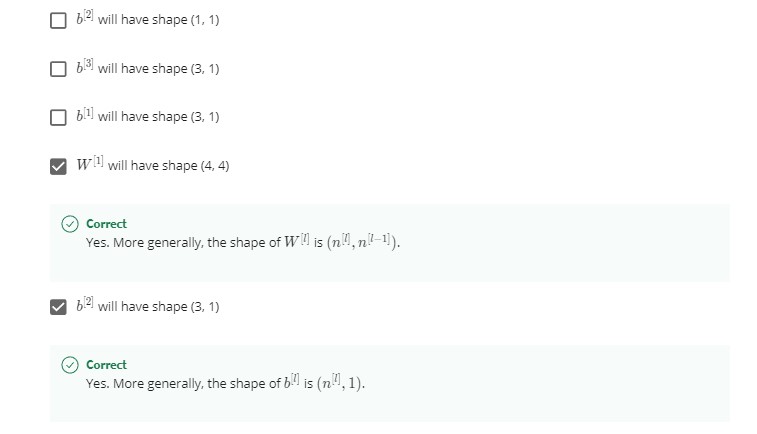 b[2] will have shape (1, 1)
b[3] will have shape (3, 1)
b[1] will have shape (3, 1)
W[1] will have shape (4, 4)
Correct
Yes. More generally, the shape of W[l] is (n[l], n[l−1]).
b[2] will have shape (3, 1)
Correct
Yes. More generally, the shape of b[l] is (n[l], 1).